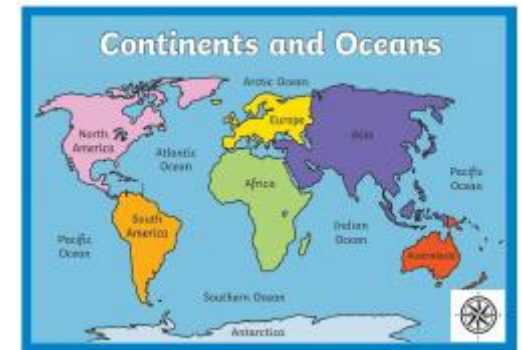 Continents and Oceans
Arctic Ocean
North
America
Europe
Asia
Atlantic
Ocean
Africa
Pacific
Ocean
South
America
Indian
Ocean
Pacific
Ocean
Australasia
Southern Ocean
Antarctica